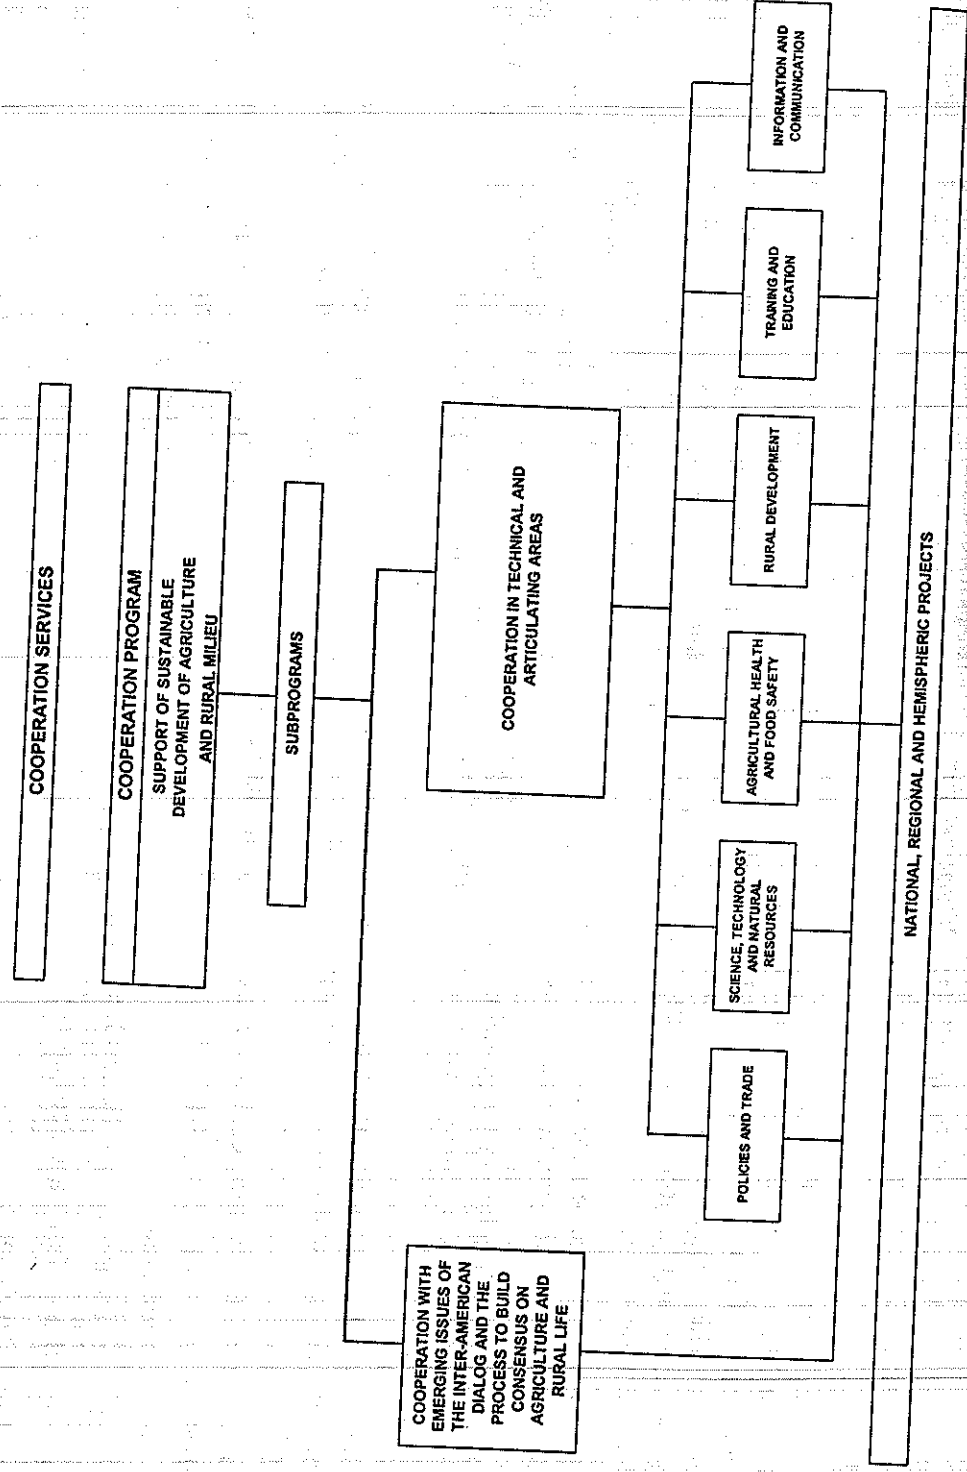 COOPERATION SERVICES
COOPERATION PROGRAM
SUPPORT OF SUSTAINABLE
DEVELOPMENT OF AGRICULTURE
AND RURAL MILIEU
SUBPROGRAMS
COOPERATION WITH
EMERGING ISSUES OF
THE INTER-AMERICAN
DIALOG AND THE
PROCESS TO BUILD
CONSENSUS ON
AGRICULTURE AND
RURAL LIFE
COOPERATION IN TECHNICAL AND
ARTICULATING AREAS
POLICIES AND TRADE
SCIENCE, TECHNOLOGY
AND NATURAL
RESOURCES
AGRICULTURAL HEALTH
AND FOOD SAFETY
RURAL DEVELOPMENT
TRAINING AND
EDUCATION
INFORMATION AND
COMMUNICATION
NATIONAL, REGIONAL AND HEMISPHERIC PROJECTS